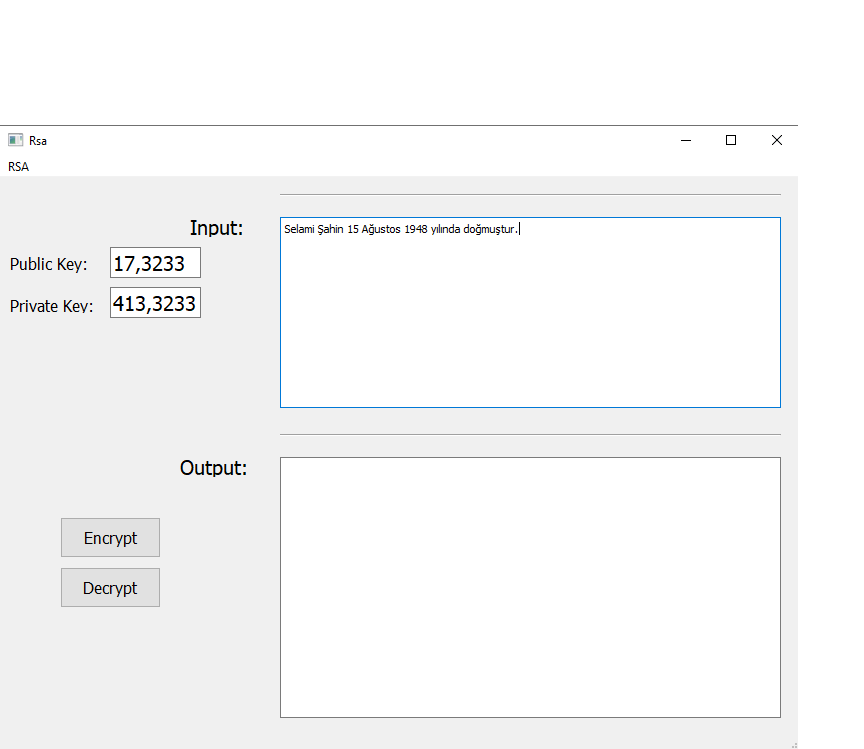 Rsa
RSA
Input:
Selami Şahin 15 Ağustos 1948 yılında doğmuştur.
Public Key:
17,3233
Private Key:
413,3233
Output:
Encrypt
Decrypt